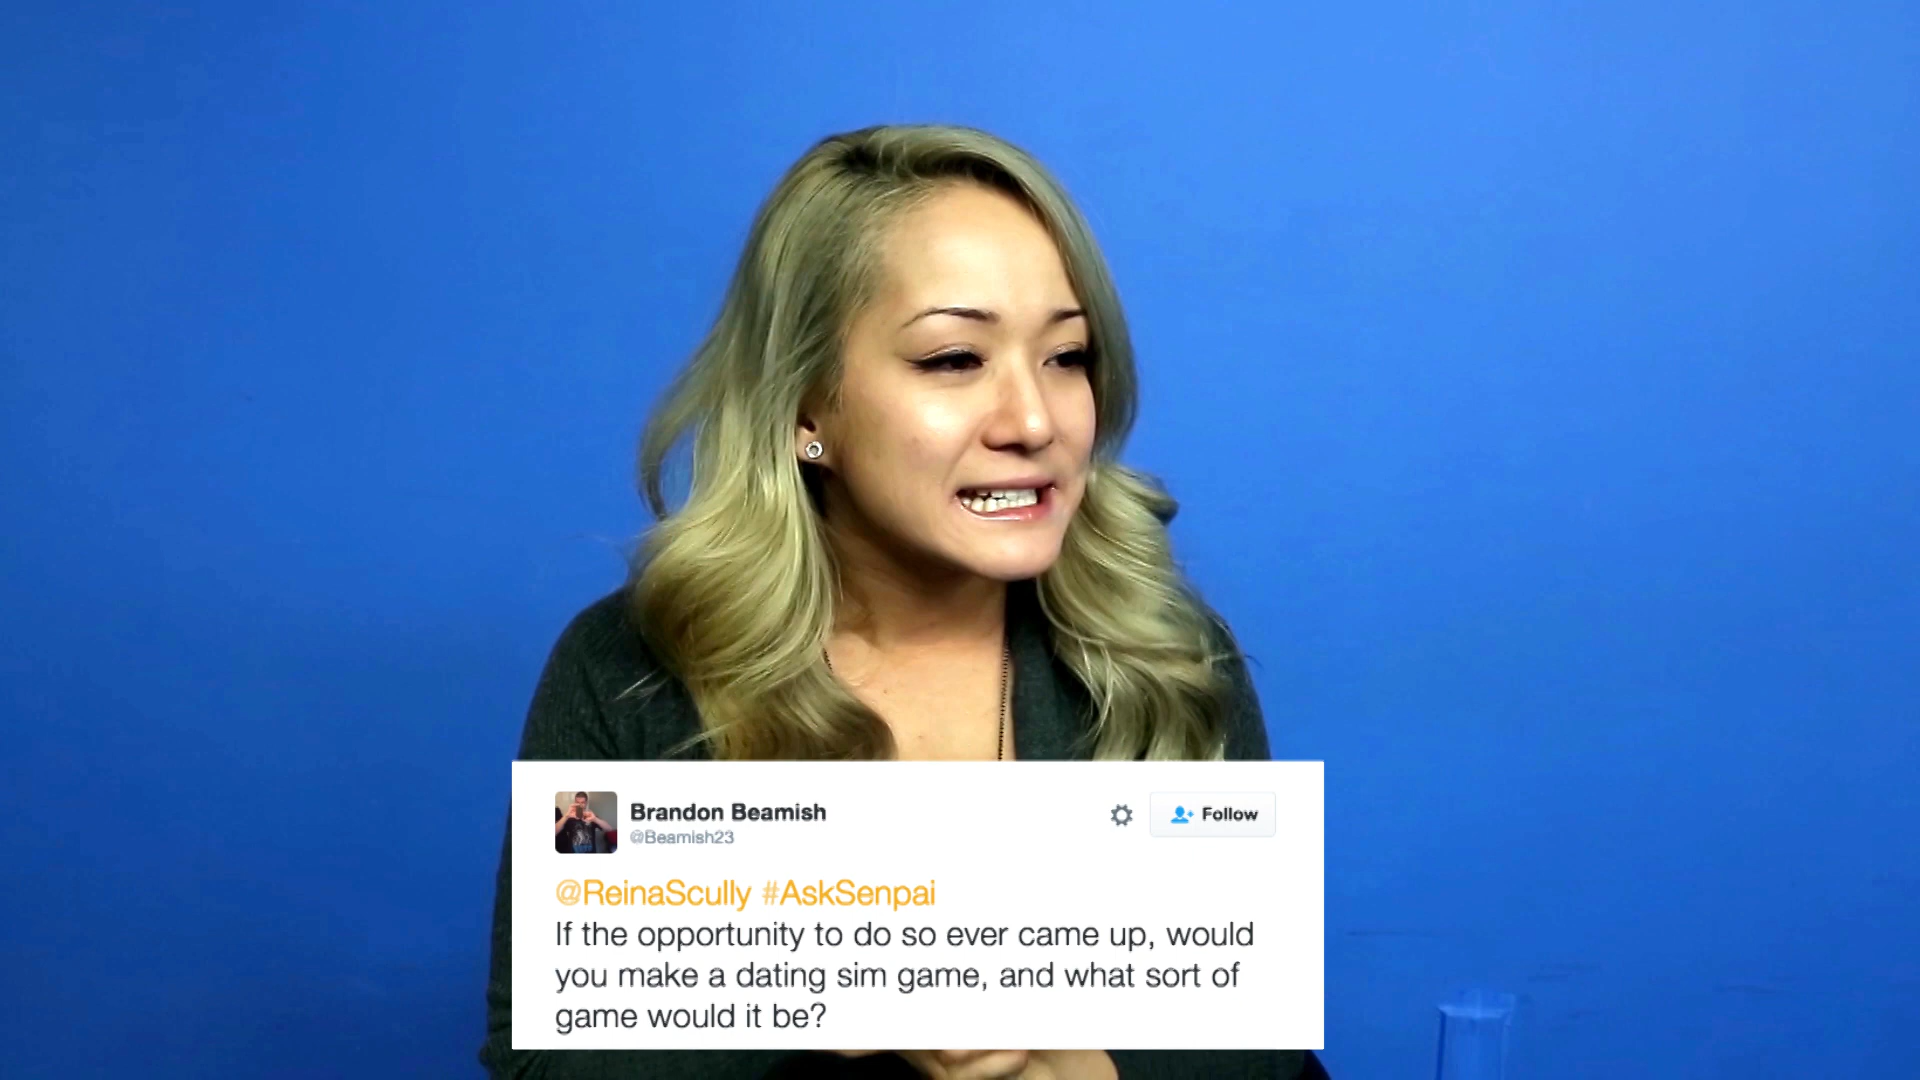 Brandon Beamish
@Beamish23
Follow
@ReinaScully #AskSenpai
If the opportunity to do so ever came up, would
you make a dating sim game, and what sort of
game would it be?